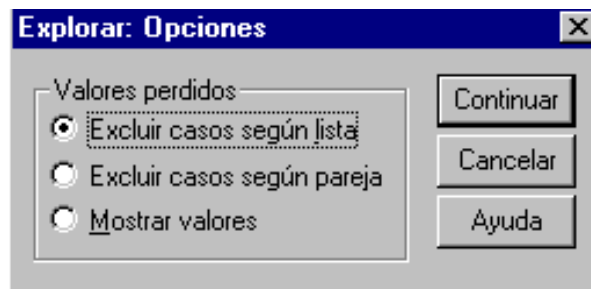 Explorar: Opciones
Valores perdidos
Excluir casos según lista
Excluir casos según pareja
Mostrar valores
Continuar
Cancelar
Ayuda